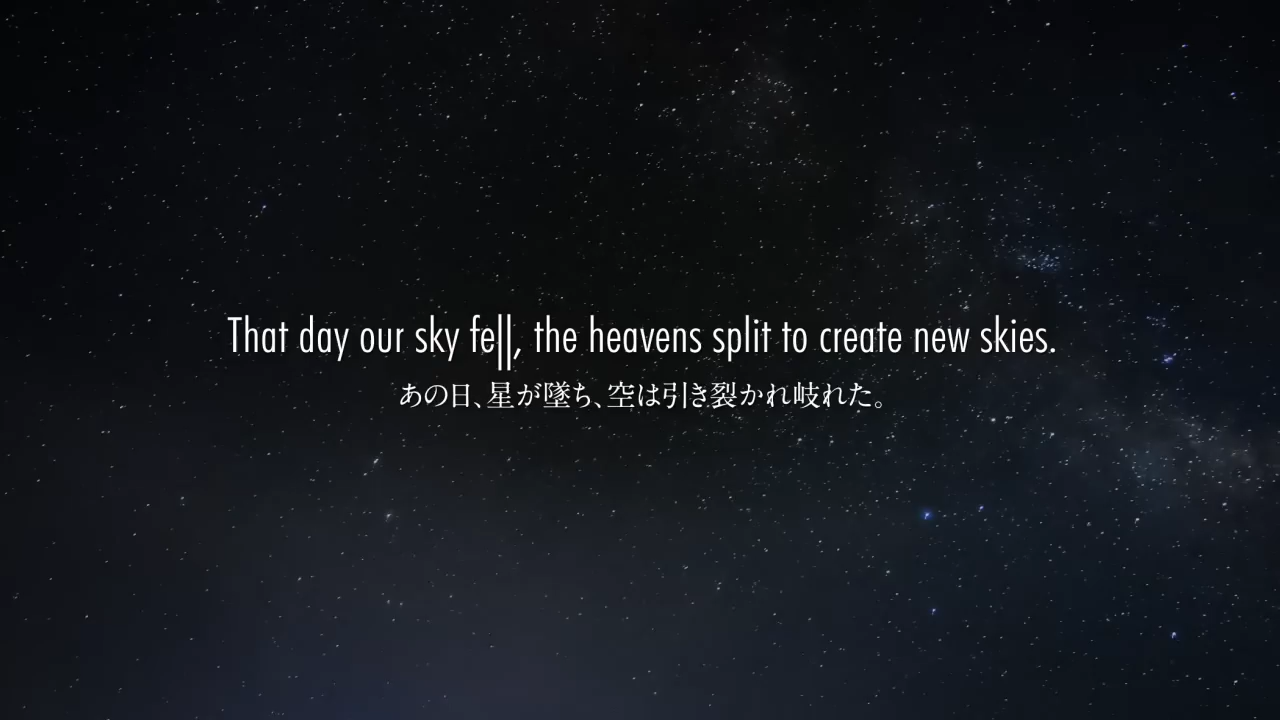 That day our sky fell, the heavens split to create new skies.
あの日、星が墜ち、空は引き裂かれ岐れた。